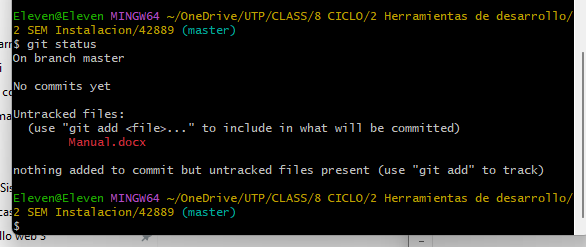 Eleven@Eleven MINGW64 ~/OneDrive/UTP/CLASS/8 CICLO/2 Herramientas de desarrollo/
2 SEM Instalacion/42889 (master)
$ git status
On branch master
No commits yet
Untracked files:
(use "git add <file>..." to include in what will be committed)
Manual.docx
nothing added to commit but untracked files present (use "git add" to track)
Eleven@Eleven MINGW64 ~/OneDrive/UTP/CLASS/8 CICLO/2 Herramientas de desarrollo/
2 SEM Instalacion/42889 (master)
$